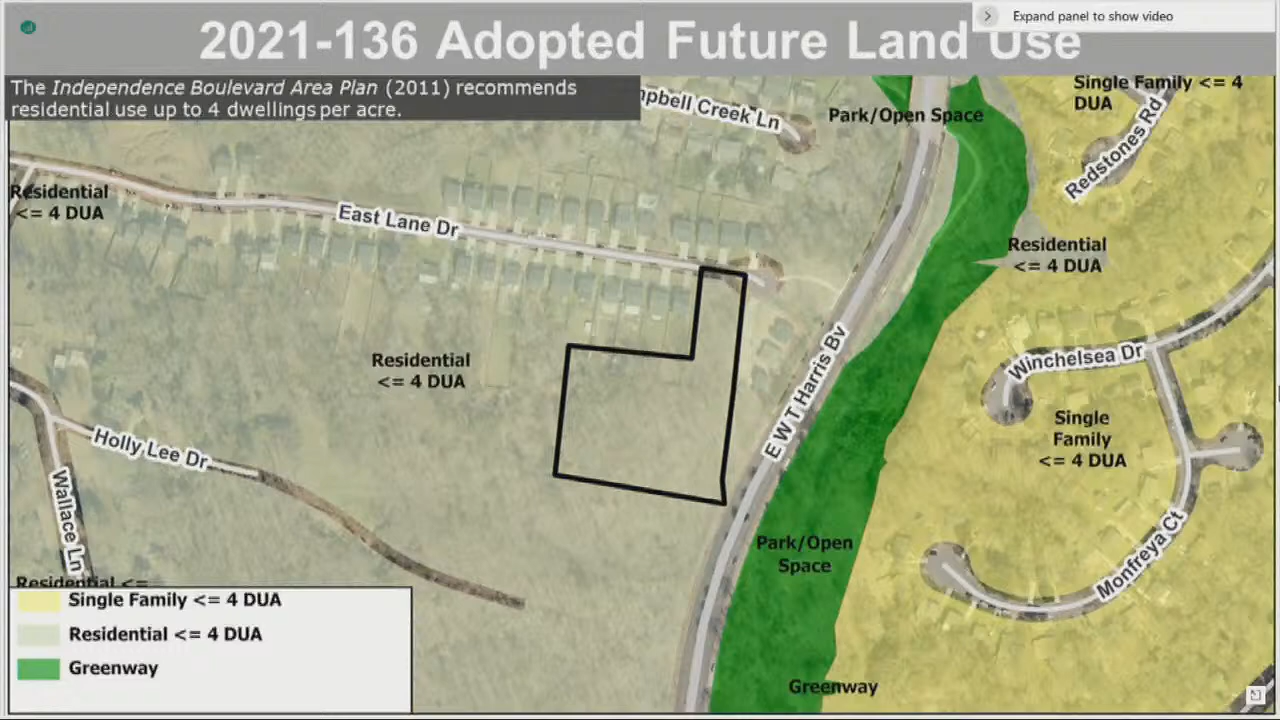 Expand panel to show video
2021-136 Adopted Future Land Use
The Independence Boulevard Area Plan (2011) recommends
residential use up to 4 dwellings per acre.
Single Family <= 4
DUA
mpbell Creek Ln
Park/Open Space
Redstones Rd
Residential
<= 4 DUA
East Lane Dr
Residential
<= 4 DUA
Residential
<= 4 DUA
E W T Harris Bv
Winchelsea Dr
Single
Family
<= 4 DUA
Holly Lee Dr
Wallace Ln
Park/Open
Space
Monfreya Ct
Residential <=
Single Family <= 4 DUA
Residential <= 4 DUA
Greenway
Greenway